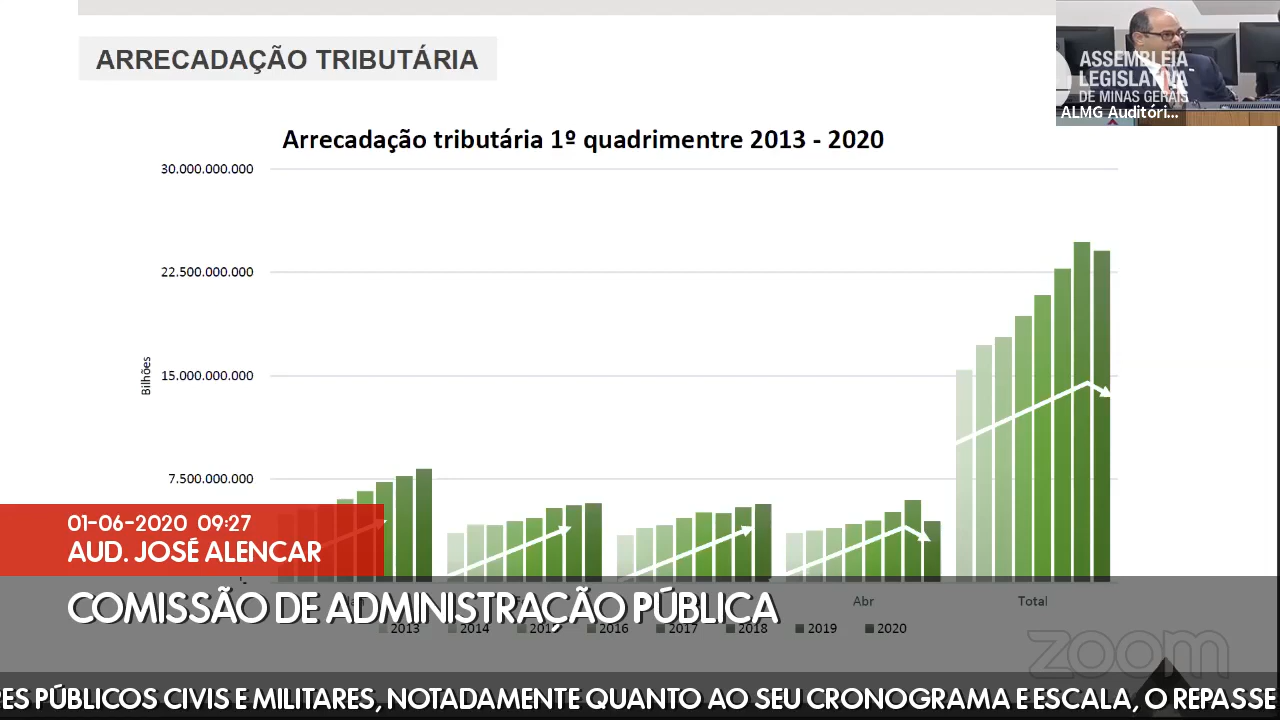 ARRECADAÇÃO TRIBUTÁRIA
ASSEMBLEIA
LEGISLATIVA
DE MINAS GERAIS
ALMG Auditóri...
Arrecadação tributária 1º quadrimentre 2013 - 2020
30.000.000.000
22.500.000.000
15.000.000.000
7.500.000.000
Bilhões
01-06-2020 09:27
AUD. JOSÉ ALENCAR
COMISSÃO DE ADMINISTRAÇÃO PÚBLICA
Abr
Total
2013
2014
2016
2017
2018
2019
2020
zoom
PES PÚBLICOS CIVIS E MILITARES, NOTADAMENTE QUANTO AO SEU CRONOGRAMA E ESCALA, O REPASSE